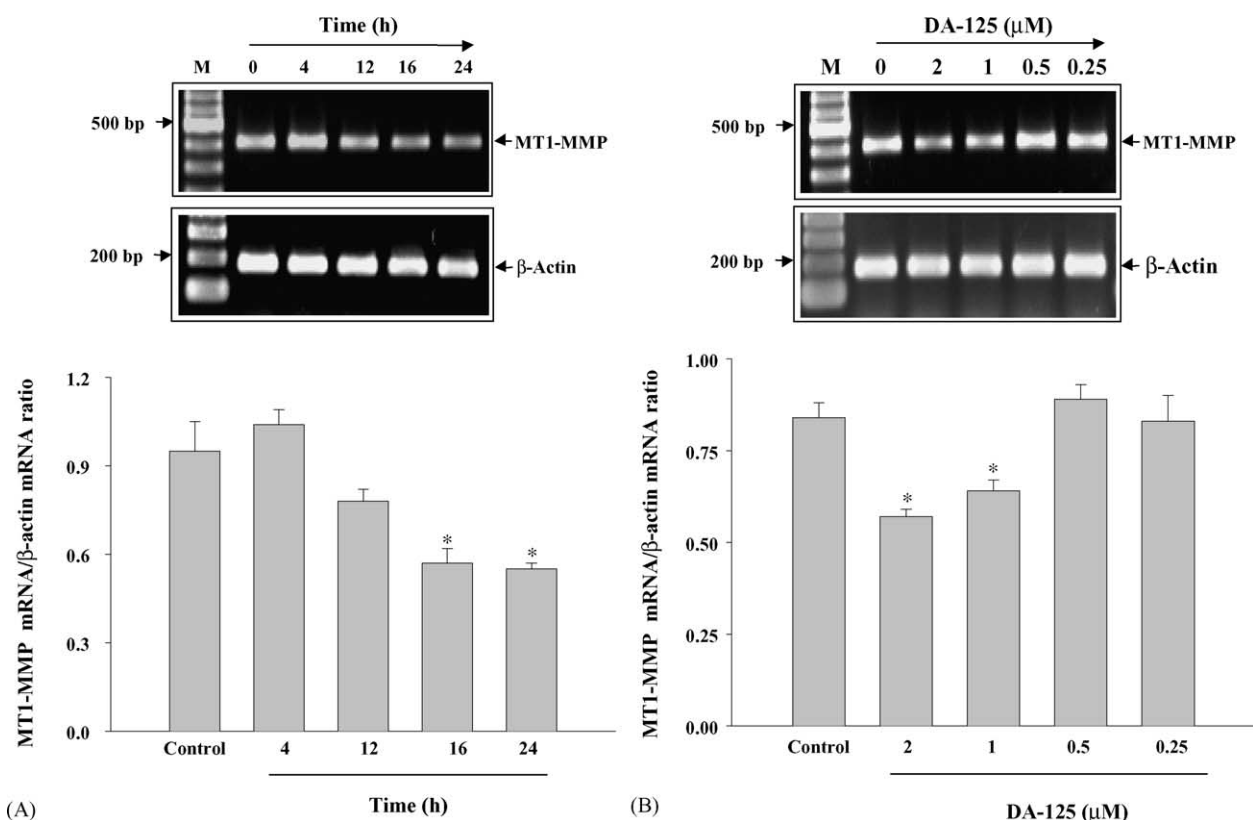 Time (h)
M 0 4 12 16 24
500 bp
MT1-MMP
200 bp
β-Actin
MT1-MMP mRNA/β-actin mRNA ratio
1.2
0.9
0.6
0.3
0.0
* *
Control 4 12 16 24
Time (h)
(A)
DA-125 (μM)
M 0 2 1 0.5 0.25
500 bp
MT1-MMP
200 bp
β-Actin
MT1-MMP mRNA/β-actin mRNA ratio
1.00
0.75
0.50
0.25
0.00
* *
Control 2 1 0.5 0.25
DA-125 (μM)
(B)